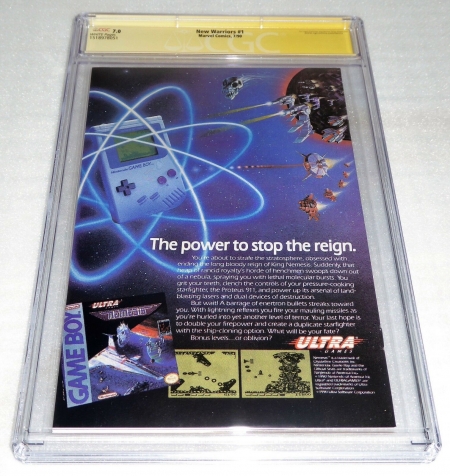 7.0
New Warriors #1
Marvel Comics, 7/90
CGC
The power to stop the reign.
You're about to strafe the stratosphere, obsessed with
ending the long bloody reign of King Nemesis. Suddenly, that
heap of rancid royalty's horde of henchmen swoops down out
of a nebula, spraying you with lethal molecular bursts. You
grit your teeth, clench the controls of your pressure-cooking
starfighter, the Proteus 911, and power up its arsenal of land
blasting lasers and dual devices of destruction.
But wait! A barrage of enertron bullets streaks toward
you. With lightning reflexes you fire your mauling missiles as
you're hurled into yet another level of terror. Your last hope is
to double your firepower and create a duplicate starfighter
with the ship-cloning option. What will be your fate?
Bonus levels...or oblivion?
ULTRA
GAMES
GAME BOY
ULTRA
Nemesis